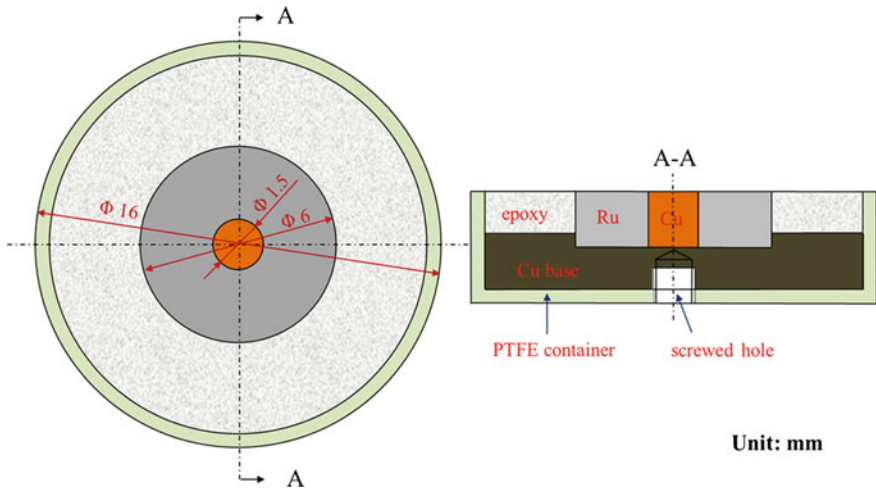 A
Φ 1.5
Φ 16
Φ 6
A
A-A
epoxy
Ru
Cu
Cu base
PTFE container
screwed hole
Unit: mm